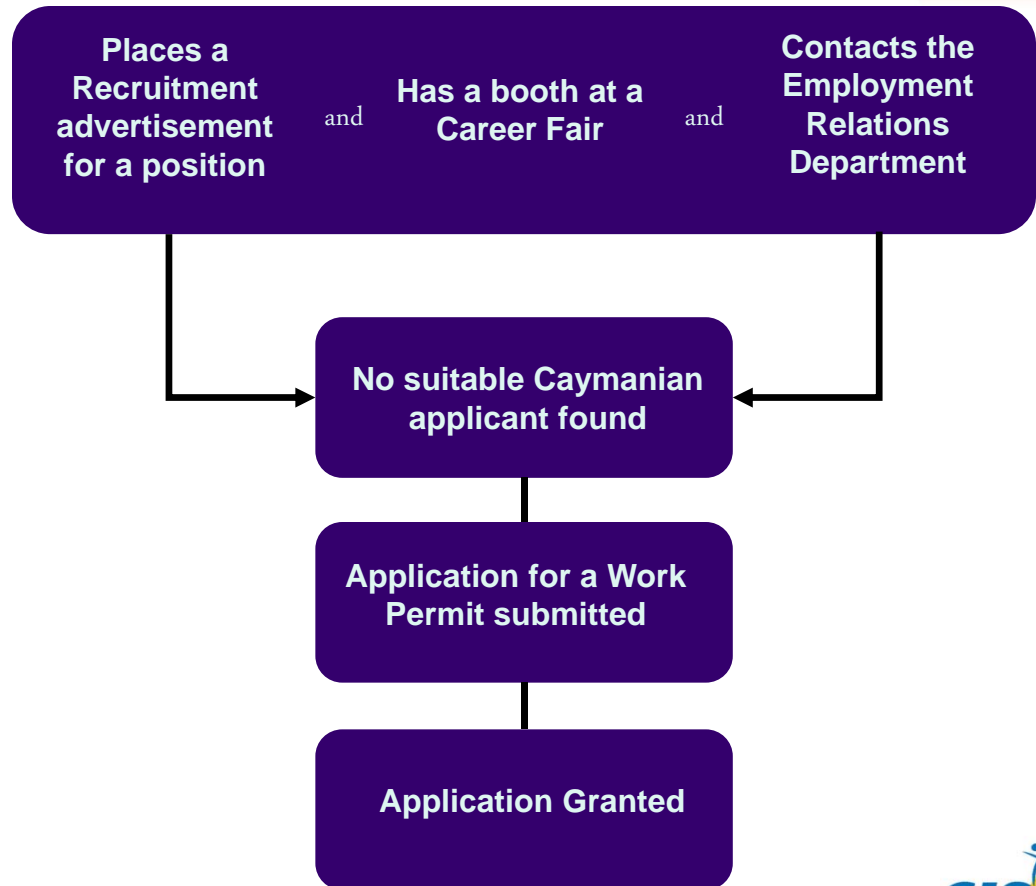 Places a
Recruitment
advertisement
for a position
and
Has a booth at a
Career Fair
and
Contacts the
Employment
Relations
Department
No suitable Caymanian
applicant found
Application for a Work
Permit submitted
Application Granted